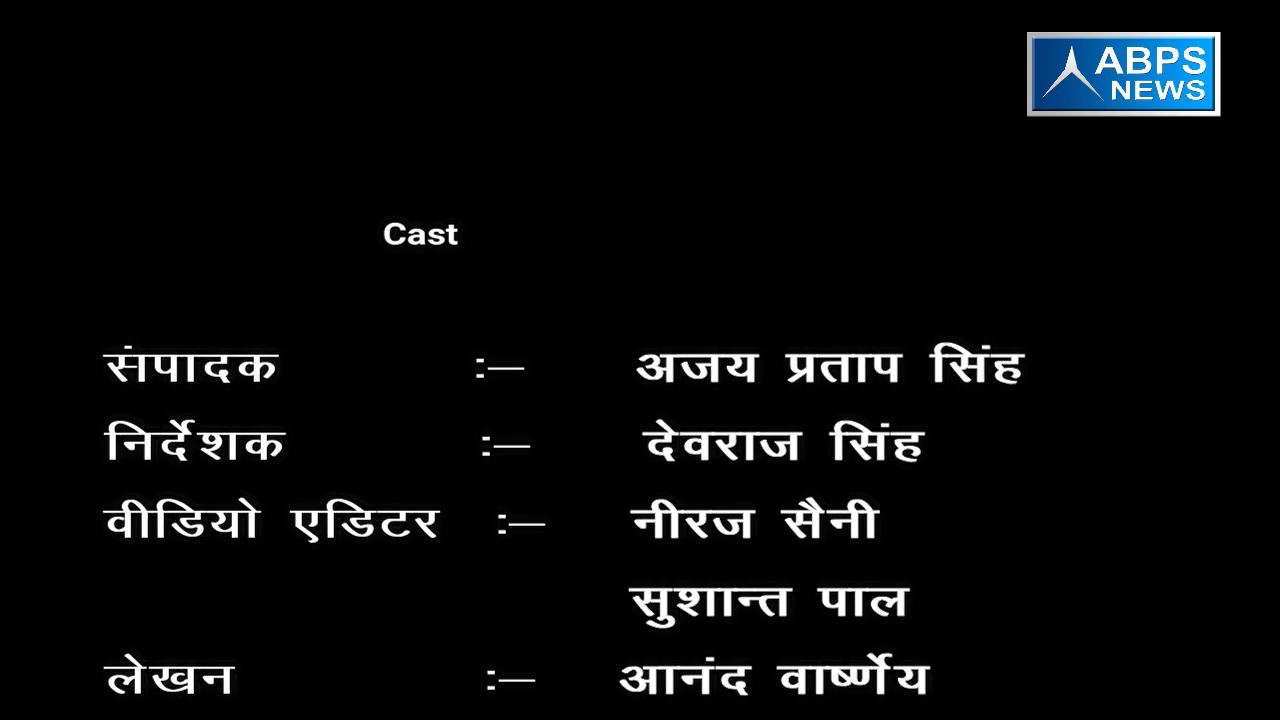 ABPS
NEWS
Cast
संपादक :— अजय प्रताप सिंह
निर्देशक :— देवराज सिंह
वीडियो एडिटर :— नीरज सैनी
सुशान्त पाल
लेखन :— आनंद वार्ष्णेय